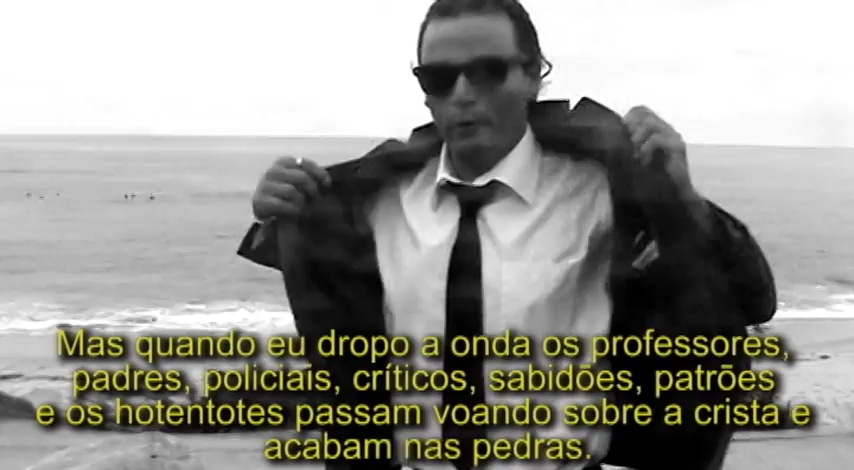 Mas quando eu dropo a onda os professores,
padres, policiais, críticos, sabidões, patrões
e os hotentotes passam voando sobre a crista e
acabam nas pedras.